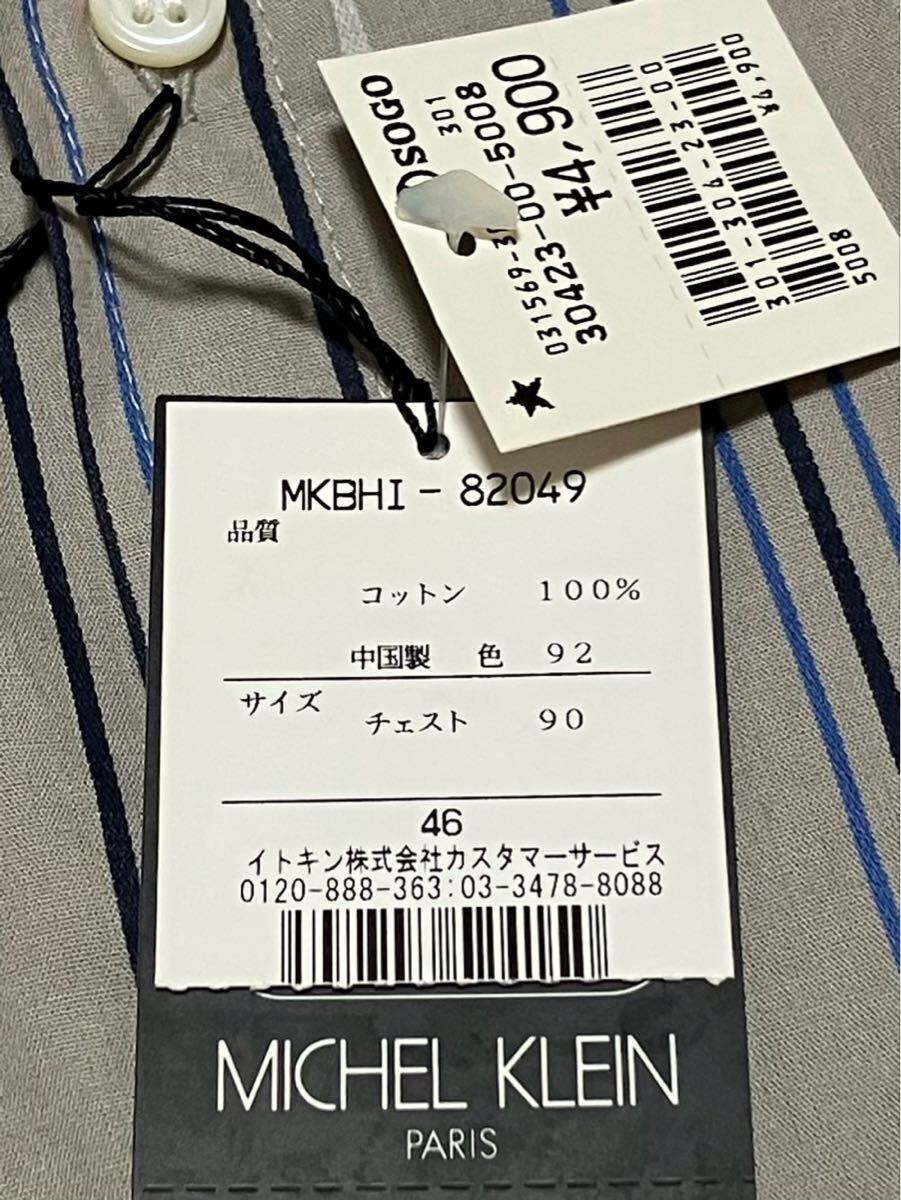 SOGO
301
031569-3
30423-00-5008
¥4,900
301-304-23-0
¥4,900
5008
MKBHI-82049
品質
コットン 100%
中国製 色 92
サイズ
チェスト 90
46
イトキン株式会社カスタマーサービス
0120-888-363:03-3478-8088
MICHEL KLEIN
PARIS